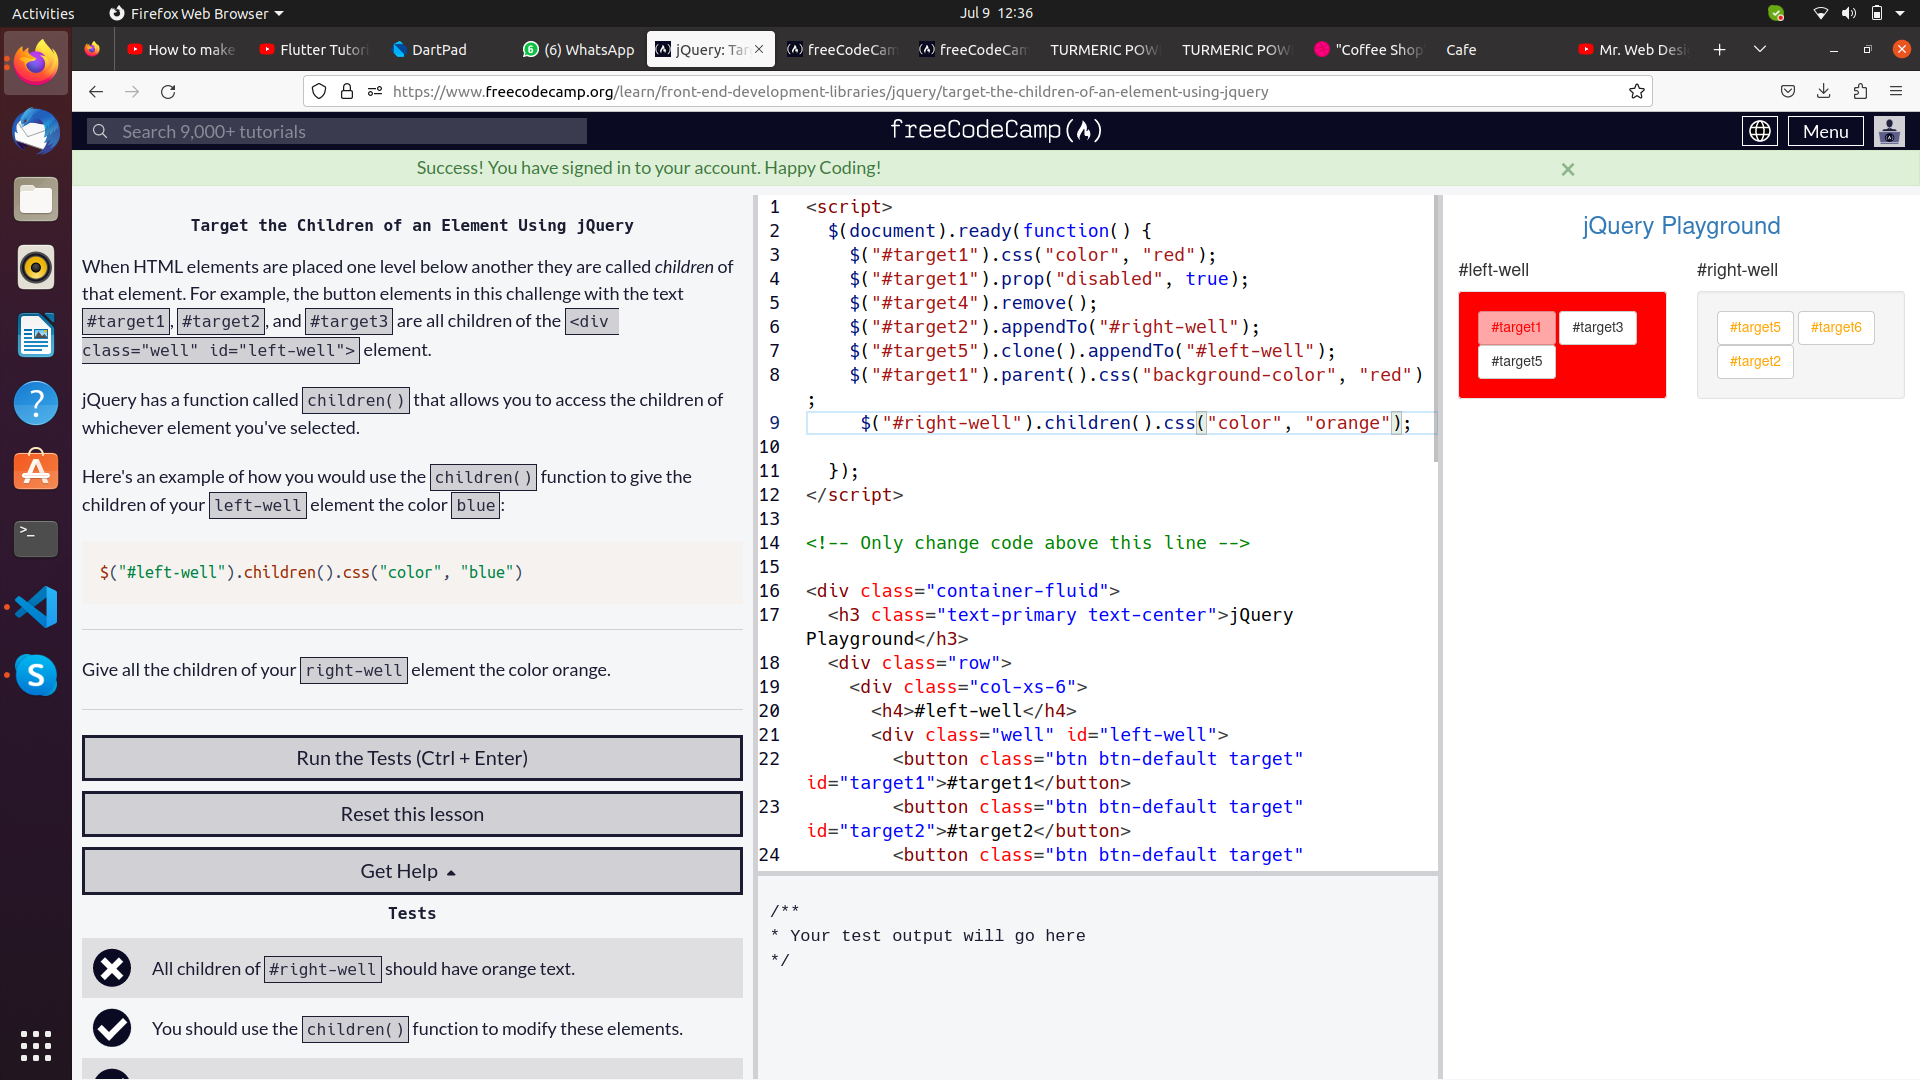 Activities
Firefox Web Browser
Jul 9 12:36
How to make
Flutter Tutori
DartPad
(6) WhatsApp
jQuery: Tar
freeCodeCam
freeCodeCam
TURMERIC POW
TURMERIC POW
"Coffee Shop
Cafe
Mr. Web Desi
https://www.freecodecamp.org/learn/front-end-development-libraries/jquery/target-the-children-of-an-element-using-jquery
Search 9,000+ tutorials
freeCodeCamp
Menu
Success! You have signed in to your account. Happy Coding!
Target the Children of an Element Using jQuery
When HTML elements are placed one level below another they are called children of
that element. For example, the button elements in this challenge with the text
#target1, #target2, and #target3 are all children of the <div
class="well" id="left-well"> element.
jQuery has a function called children() that allows you to access the children of
whichever element you've selected.
Here's an example of how you would use the children() function to give the
children of your left-well element the color blue:
$("#left-well").children().css("color", "blue")
Give all the children of your right-well element the color orange.
Run the Tests (Ctrl + Enter)
Reset this lesson
Get Help
Tests
All children of #right-well should have orange text.
You should use the children() function to modify these elements.
1 <script>
2 $(document).ready(function() {
3 $("#target1").css("color", "red");
4 $("#target1").prop("disabled", true);
5 $("#target4").remove();
6 $("#target2").appendTo("#right-well");
7 $("#target5").clone().appendTo("#left-well");
8 $("#target1").parent().css("background-color", "red")
;
9 $("#right-well").children().css("color", "orange");
10
11 });
12 </script>
13
14 <!-- Only change code above this line -->
15
16 <div class="container-fluid">
17 <h3 class="text-primary text-center">jQuery
Playground</h3>
18 <div class="row">
19 <div class="col-xs-6">
20 <h4>#left-well</h4>
21 <div class="well" id="left-well">
22 <button class="btn btn-default target"
id="target1">#target1</button>
23 <button class="btn btn-default target"
id="target2">#target2</button>
24 <button class="btn btn-default target"
/**
* Your test output will go here
*/
jQuery Playground
#left-well
#target1
#target3
#target5
#right-well
#target5
#target6
#target2